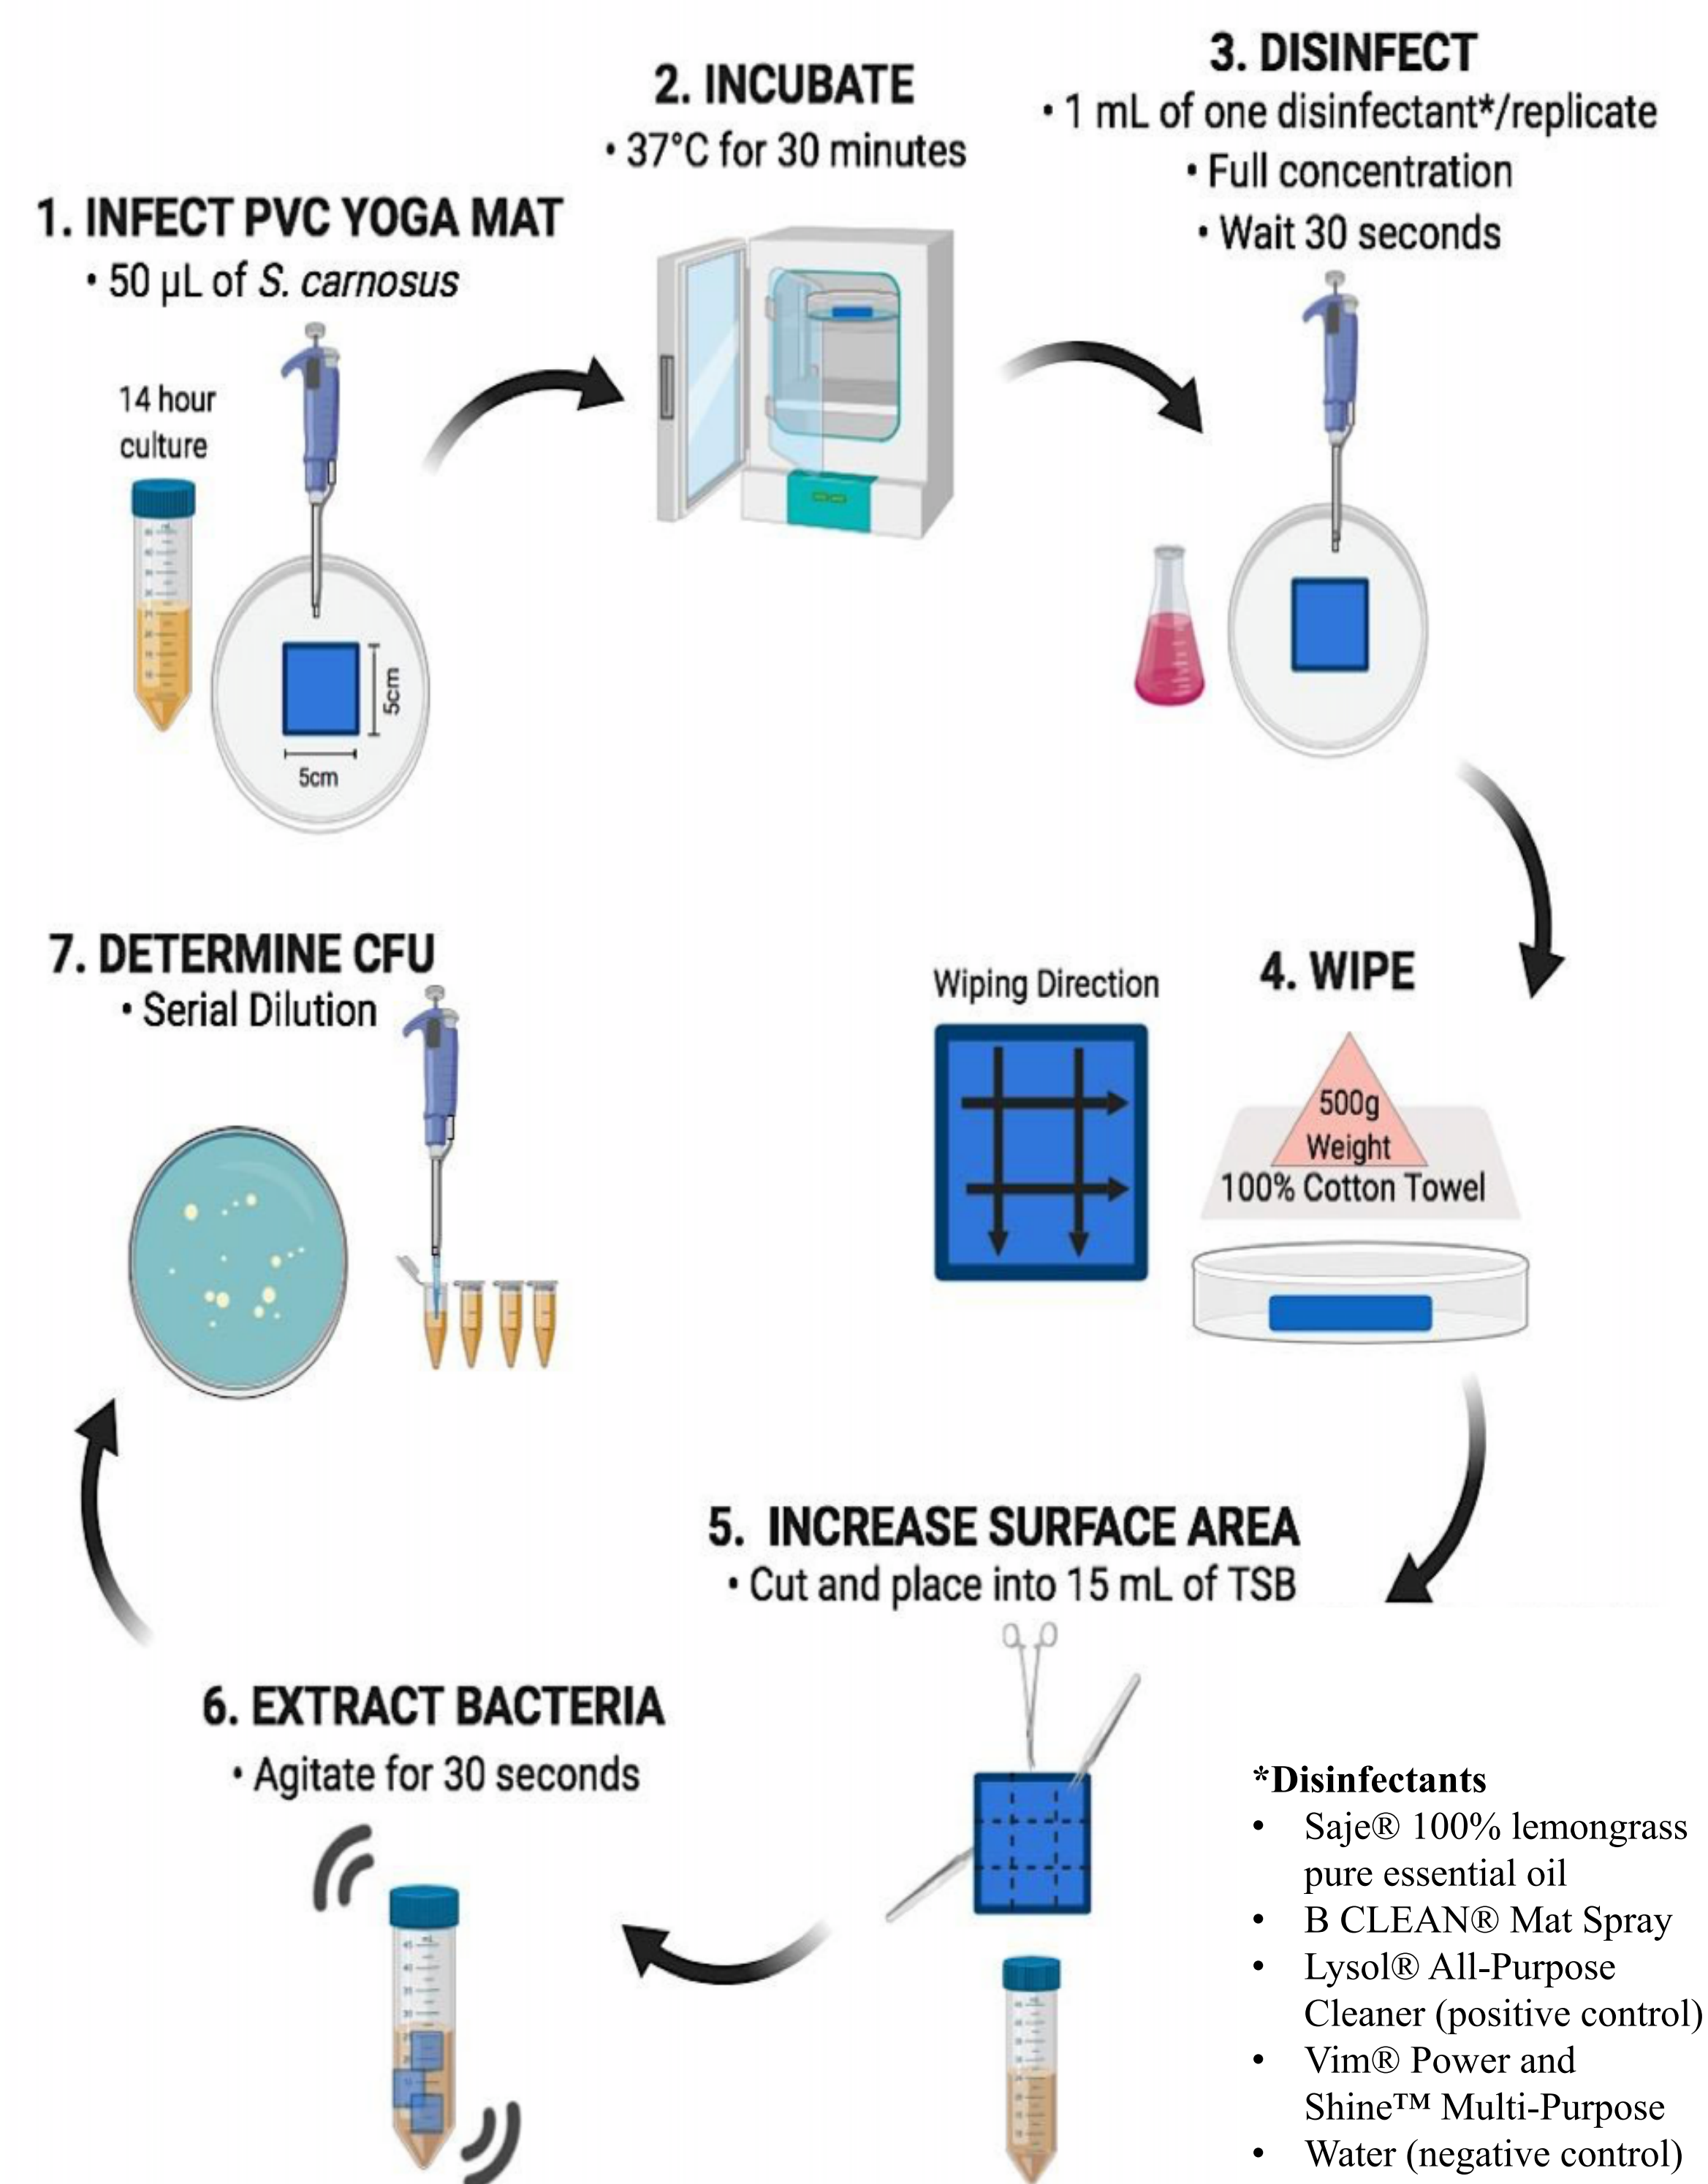 1. INFECT PVC YOGA MAT
• 50 µL of S. carnosus
14 hour
culture
5cm
5cm
2. INCUBATE
• 37°C for 30 minutes
3. DISINFECT
• 1 mL of one disinfectant*/replicate
• Full concentration
• Wait 30 seconds
4. WIPE
Wiping Direction
500g
Weight
100% Cotton Towel
5. INCREASE SURFACE AREA
• Cut and place into 15 mL of TSB
6. EXTRACT BACTERIA
• Agitate for 30 seconds
7. DETERMINE CFU
• Serial Dilution
*Disinfectants
• Saje® 100% lemongrass
pure essential oil
• B CLEAN® Mat Spray
• Lysol® All-Purpose
Cleaner (positive control)
• Vim® Power and
Shine™ Multi-Purpose
• Water (negative control)